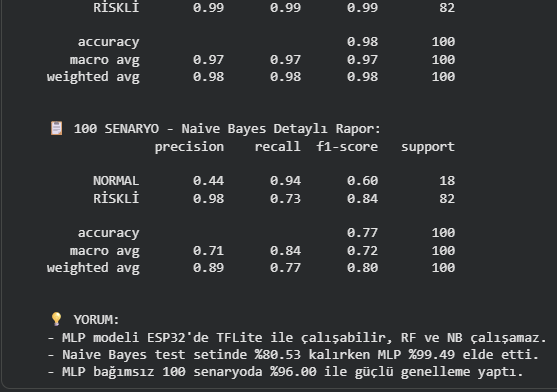 RİSKLİ 0.99 0.99 0.99 82
accuracy 0.98 100
macro avg 0.97 0.97 0.97 100
weighted avg 0.98 0.98 0.98 100
📋 100 SENARYO - Naive Bayes Detaylı Rapor:
precision recall f1-score support
NORMAL 0.44 0.94 0.60 18
RİSKLİ 0.98 0.73 0.84 82
accuracy 0.77 100
macro avg 0.71 0.84 0.72 100
weighted avg 0.89 0.77 0.80 100
💡 YORUM:
- MLP modeli ESP32'de TFLite ile çalışabilir, RF ve NB çalışamaz.
- Naive Bayes test setinde %80.53 kalırken MLP %99.49 elde etti.
- MLP bağımsız 100 senaryoda %96.00 ile güçlü genelleme yaptı.